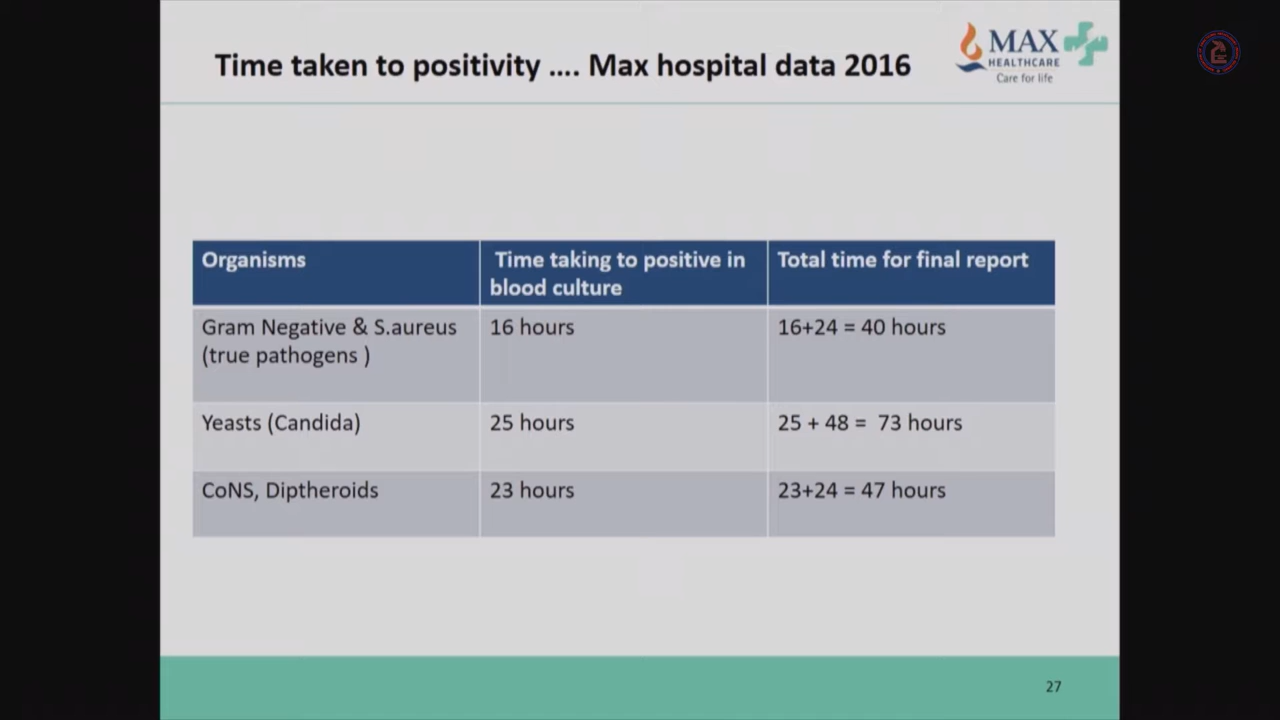 Time taken to positivity .... Max hospital data 2016
MAX
HEALTHCARE
Care for life
Organisms
Time taking to positive in
blood culture
Total time for final report
Gram Negative & S.aureus
(true pathogens )
16 hours
16+24 = 40 hours
Yeasts (Candida)
25 hours
25 + 48 =  73 hours
CoNS, Diptheroids
23 hours
23+24 = 47 hours
27